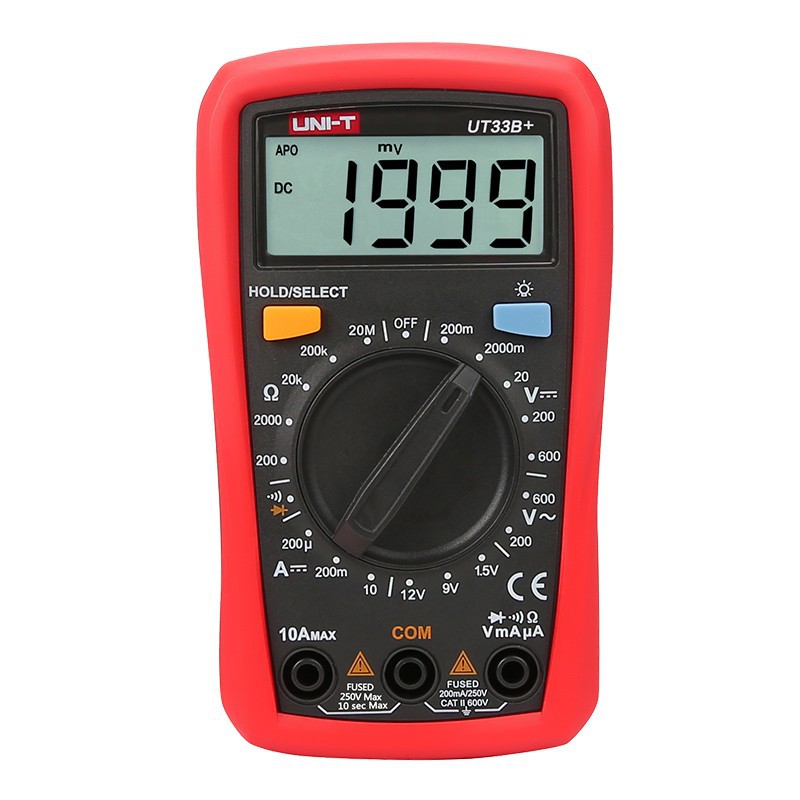 UNI-T
UT33B+
APO
mV
DC
1999
HOLD/SELECT
20M
OFF
200m
200k
2000m
20k
20
Ω
V⎓
2000
200
200
600
600
V~
200µ
200
A⎓
200m
10
12V
9V
1.5V
CE
10AMAX
COM
Ω
VmAµA
FUSED
250V Max
10 sec Max
FUSED
200mA/250V
CAT II 600V